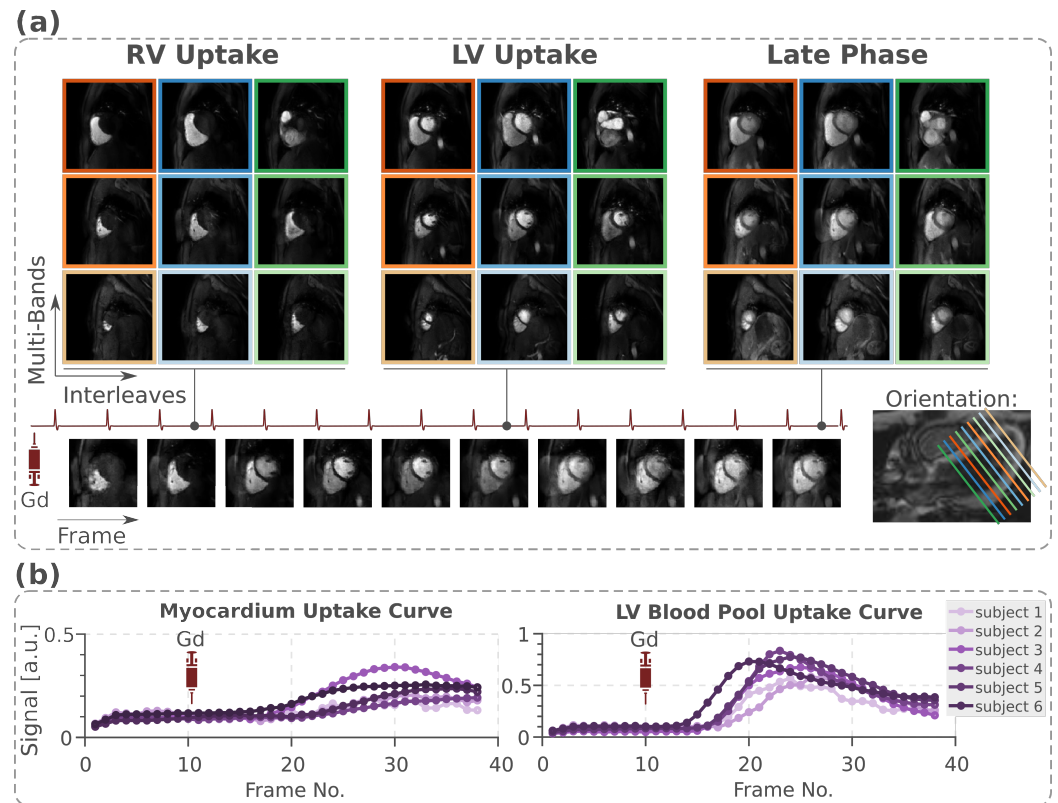 (a)
RV Uptake
LV Uptake
Late Phase
Multi-Bands
Interleaves
Orientation:
Gd
Frame
(b)
Myocardium Uptake Curve
LV Blood Pool Uptake Curve
Signal [a.u.]
0.5
0
Gd
0 10 20 30 40
Frame No.
1
0.5
0
Gd
0 10 20 30 40
Frame No.
subject 1
subject 2
subject 3
subject 4
subject 5
subject 6